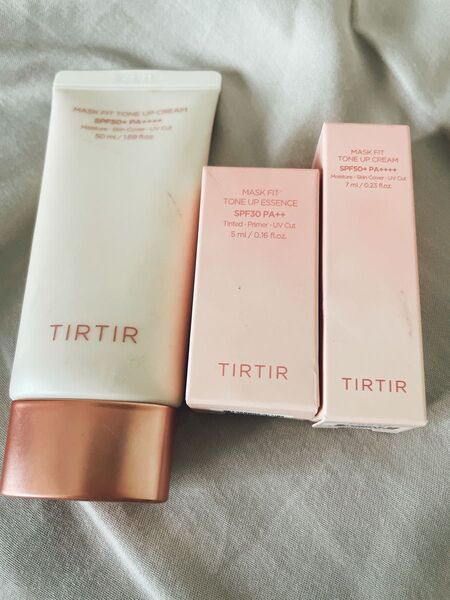 MASK FIT TONE UP CREAM
SPF50+ PA++++
Moisture · Skin Cover · UV Cut
50 ml / 1.69 fl.oz
TIRTIR
MASK FIT
TONE UP ESSENCE
SPF30 PA++
Tinted · Primer · UV Cut
5 ml / 0.16 fl.oz.
TIRTIR
MASK FIT
TONE UP CREAM
SPF50+ PA++++
Moisture · Skin Cover · UV Cut
7 ml / 0.23 fl.oz.
TIRTIR